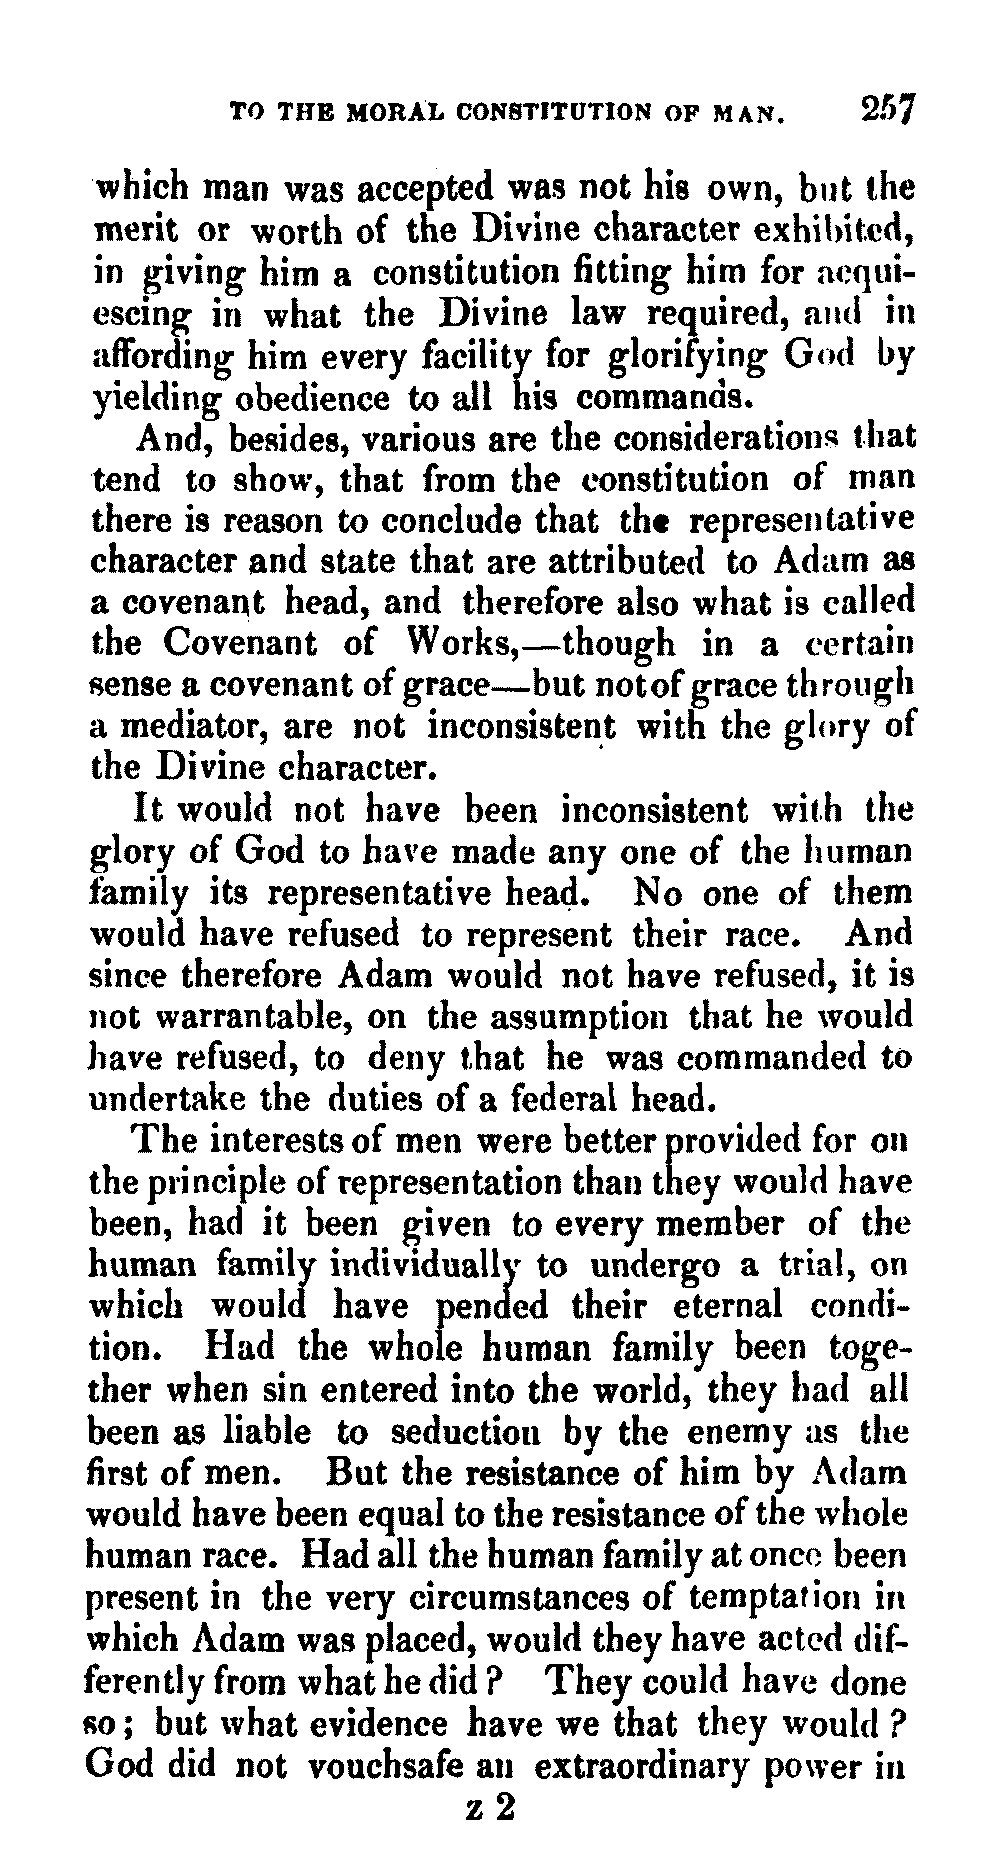 TO THE MORAL CONSTITUTION OF MAN. 257
which man was accepted was not his own, but the
merit or worth of the Divine character exhibited,
in giving him a constitution fitting him for acqui-
escing in what the Divine law required, and in
affording him every facility for glorifying God by
yielding obedience to all his commands.
And, besides, various are the considerations that
tend to show, that from the constitution of man
there is reason to conclude that the representative
character and state that are attributed to Adam as
a covenant head, and therefore also what is called
the Covenant of Works,—though in a certain
sense a covenant of grace—but not of grace through
a mediator, are not inconsistent with the glory of
the Divine character.
It would not have been inconsistent with the
glory of God to have made any one of the human
family its representative head. No one of them
would have refused to represent their race. And
since therefore Adam would not have refused, it is
not warrantable, on the assumption that he would
have refused, to deny that he was commanded to
undertake the duties of a federal head.
The interests of men were better provided for on
the principle of representation than they would have
been, had it been given to every member of the
human family individually to undergo a trial, on
which would have pended their eternal condi-
tion. Had the whole human family been toge-
ther when sin entered into the world, they had all
been as liable to seduction by the enemy as the
first of men. But the resistance of him by Adam
would have been equal to the resistance of the whole
human race. Had all the human family at once been
present in the very circumstances of temptation in
which Adam was placed, would they have acted dif-
ferently from what he did? They could have done
so; but what evidence have we that they would?
God did not vouchsafe an extraordinary power in
z 2